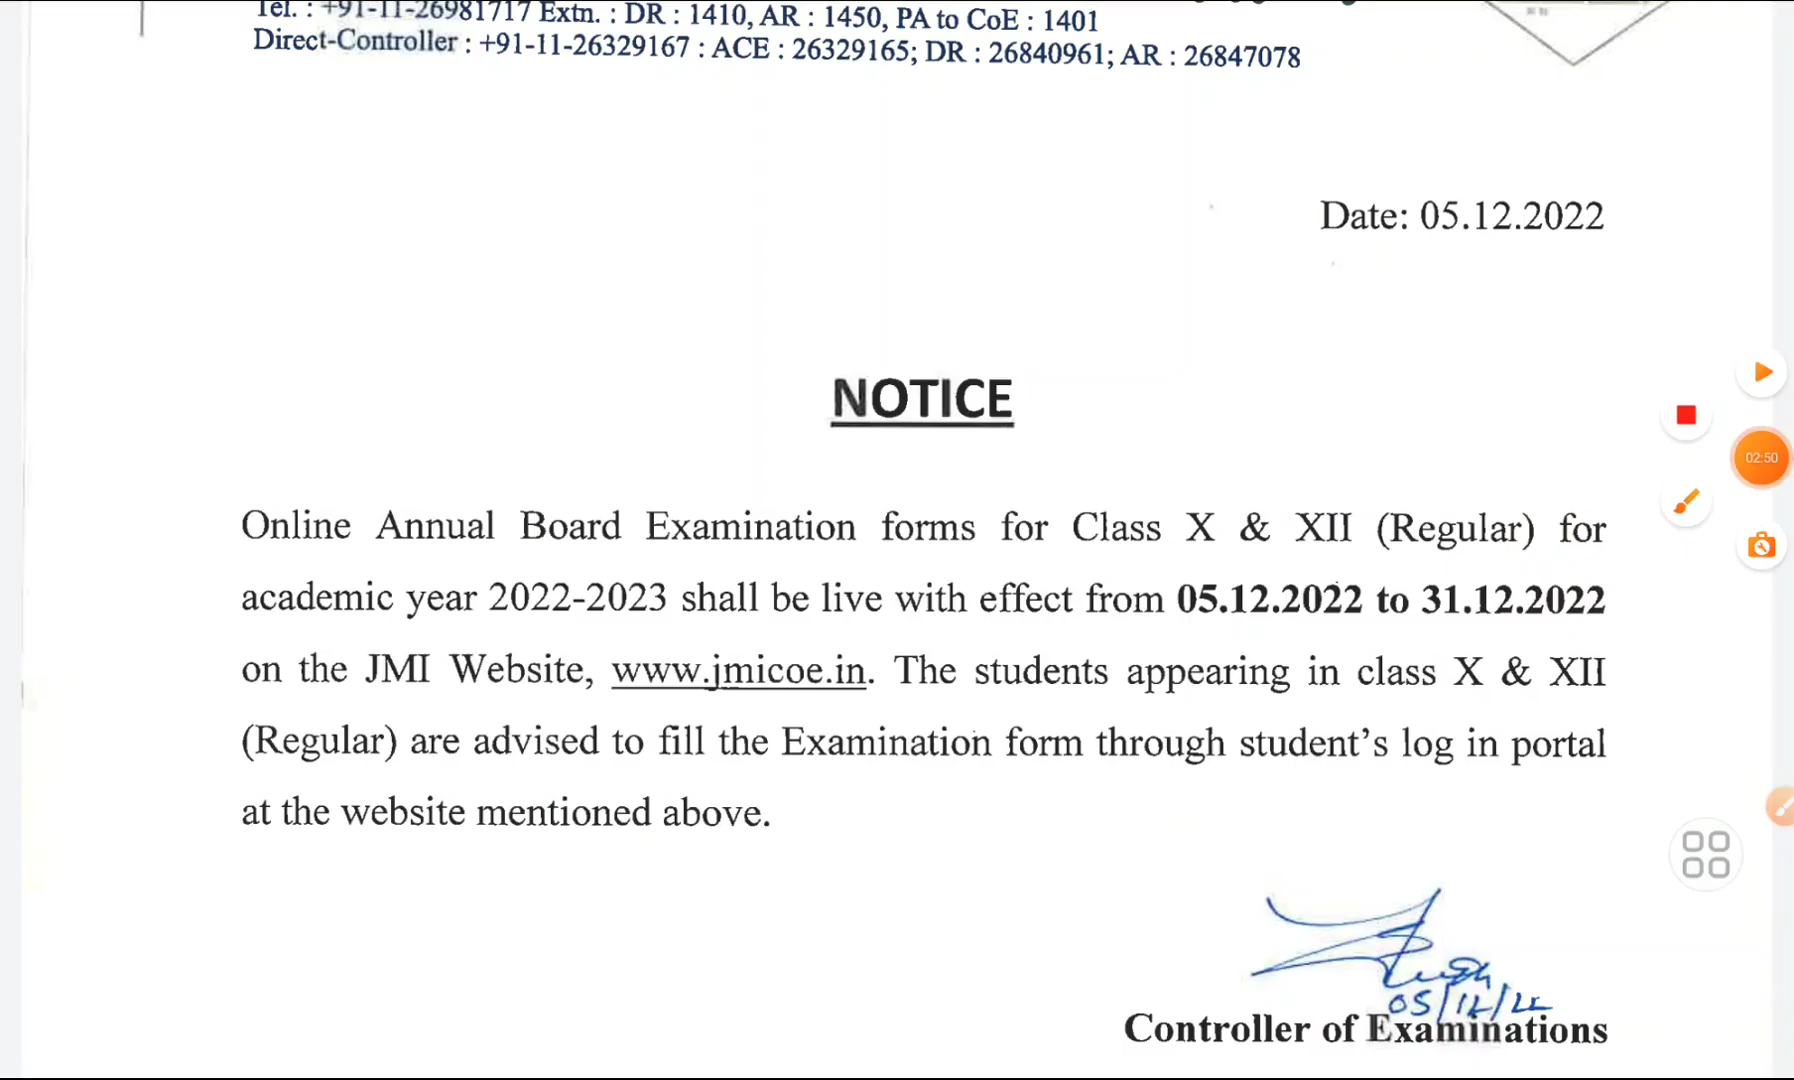 Tel. : +91-11-26981717 Extn. : DR : 1410, AR : 1450, PA to CoE : 1401
Direct-Controller : +91-11-26329167 : ACE : 26329165; DR : 26840961; AR : 26847078
Date: 05.12.2022
NOTICE
Online Annual Board Examination forms for Class X & XII (Regular) for
academic year 2022-2023 shall be live with effect from 05.12.2022 to 31.12.2022
on the JMI Website, www.jmicoe.in. The students appearing in class X & XII
(Regular) are advised to fill the Examination form through student's log in portal
at the website mentioned above.
05/12/22
Controller of Examinations
02:50